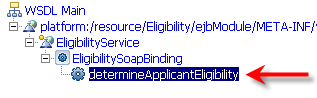 WSDL Main
platform:/resource/Eligibility/ejbModule/META-INF/
EligibilityService
EligibilitySoapBinding
determineApplicantEligibility